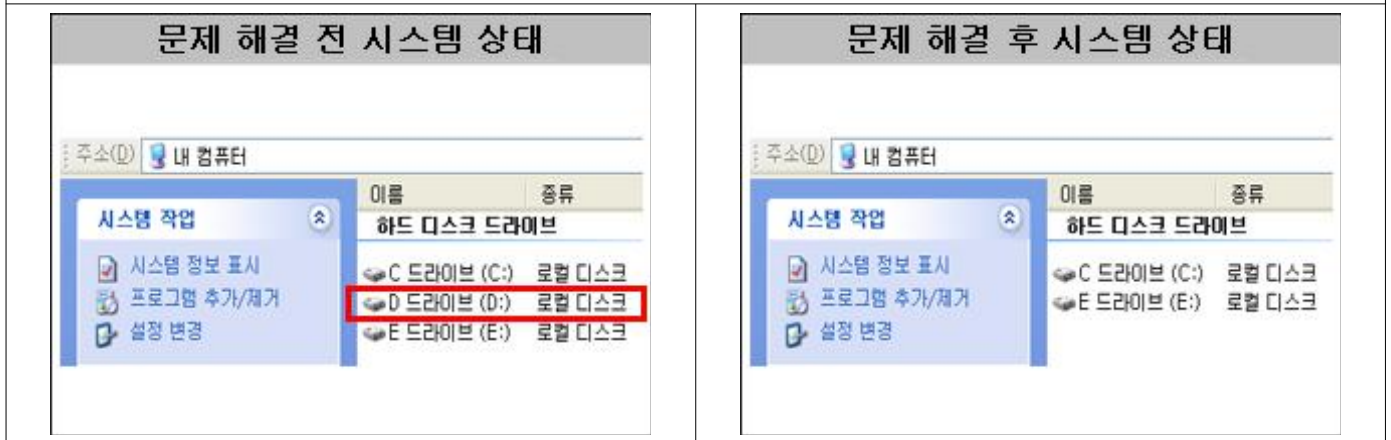 문제 해결 전 시스템 상태
주소(D) 내 컴퓨터
이름 종류
시스템 작업
하드 디스크 드라이브
시스템 정보 표시
프로그램 추가/제거
설정 변경
C 드라이브 (C:) 로컬 디스크
D 드라이브 (D:) 로컬 디스크
E 드라이브 (E:) 로컬 디스크
문제 해결 후 시스템 상태
주소(D) 내 컴퓨터
이름 종류
시스템 작업
하드 디스크 드라이브
시스템 정보 표시
프로그램 추가/제거
설정 변경
C 드라이브 (C:) 로컬 디스크
E 드라이브 (E:) 로컬 디스크